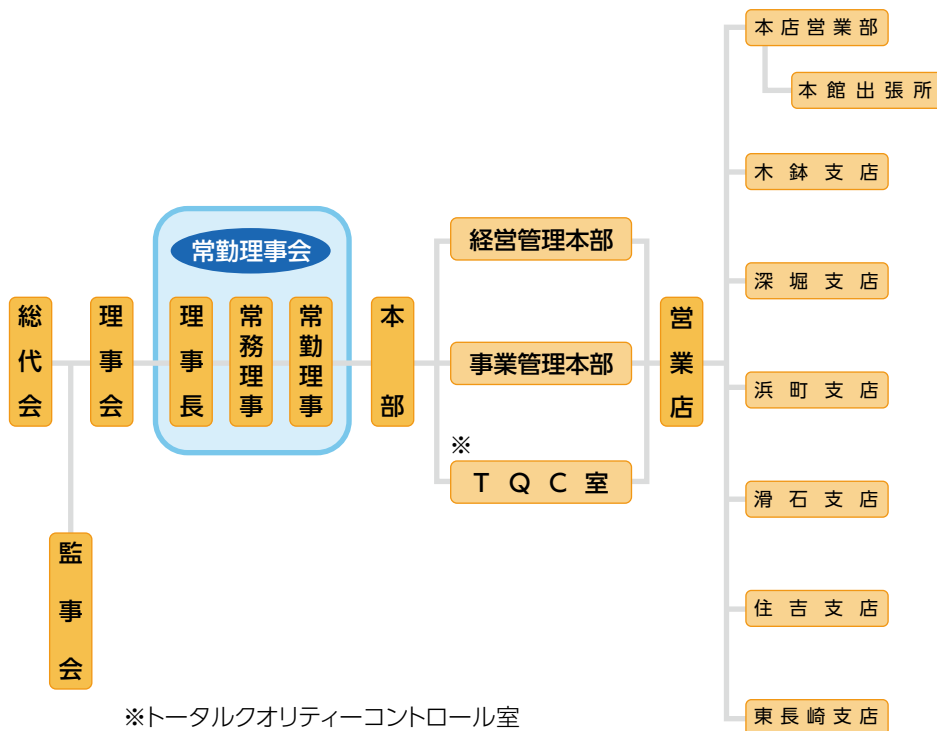 総代会
監事会
理事会
常勤理事会
理事長
常務理事
常勤理事
本部
経営管理本部
事業管理本部
※
TQC室
営業店
本店営業部
本館出張所
木鉢支店
深堀支店
浜町支店
滑石支店
住吉支店
東長崎支店
※トータルクオリティーコントロール室